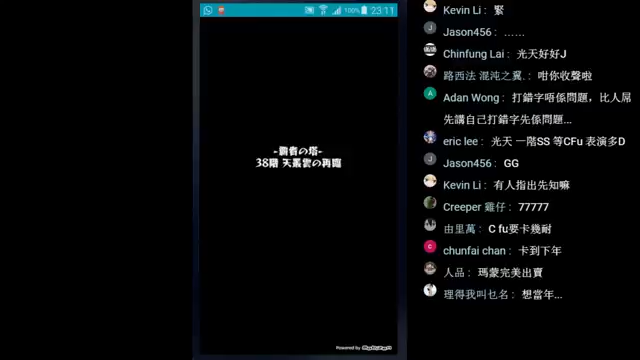 100% 23:11
-覇者の塔-
38階 天叢雲の再臨
Powered by
Kevin Li： 緊
Jason456： ……
Chinfung Lai： 光天好好J
路西法 混沌之翼.： 咁你收聲啦
Adan Wong： 打錯字唔係問題，比人屌
先講自己打錯字先係問題...
eric lee： 光天 一階SS 等CFu 表演多D
Jason456： GG
Kevin Li： 有人指出先知嘛
Creeper 雞仔： 77777
由里萬： C fu要卡幾耐
chunfai chan： 卡到下年
人品： 瑪蒙完美出賣
理得我叫乜名： 想當年...